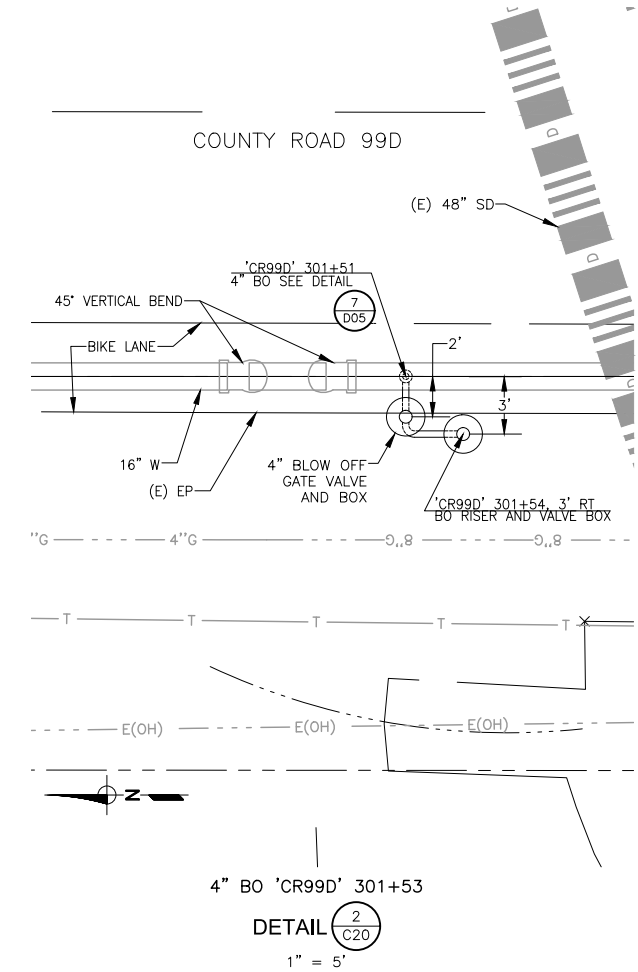 D
D
D
D
COUNTY ROAD 99D
(E) 48" SD
'CR99D' 301+51
4" BO SEE DETAIL
7
D05
45° VERTICAL BEND
BIKE LANE
2'
3'
16" W
(E) EP
4" BLOW OFF
GATE VALVE
AND BOX
'CR99D' 301+54, 3' RT
BO RISER AND VALVE BOX
"G
4"G
8"G
8"G
T
T
T
T
T
E(OH)
E(OH)
E(OH)
N
4" BO 'CR99D' 301+53
DETAIL
2
C20
1" = 5'